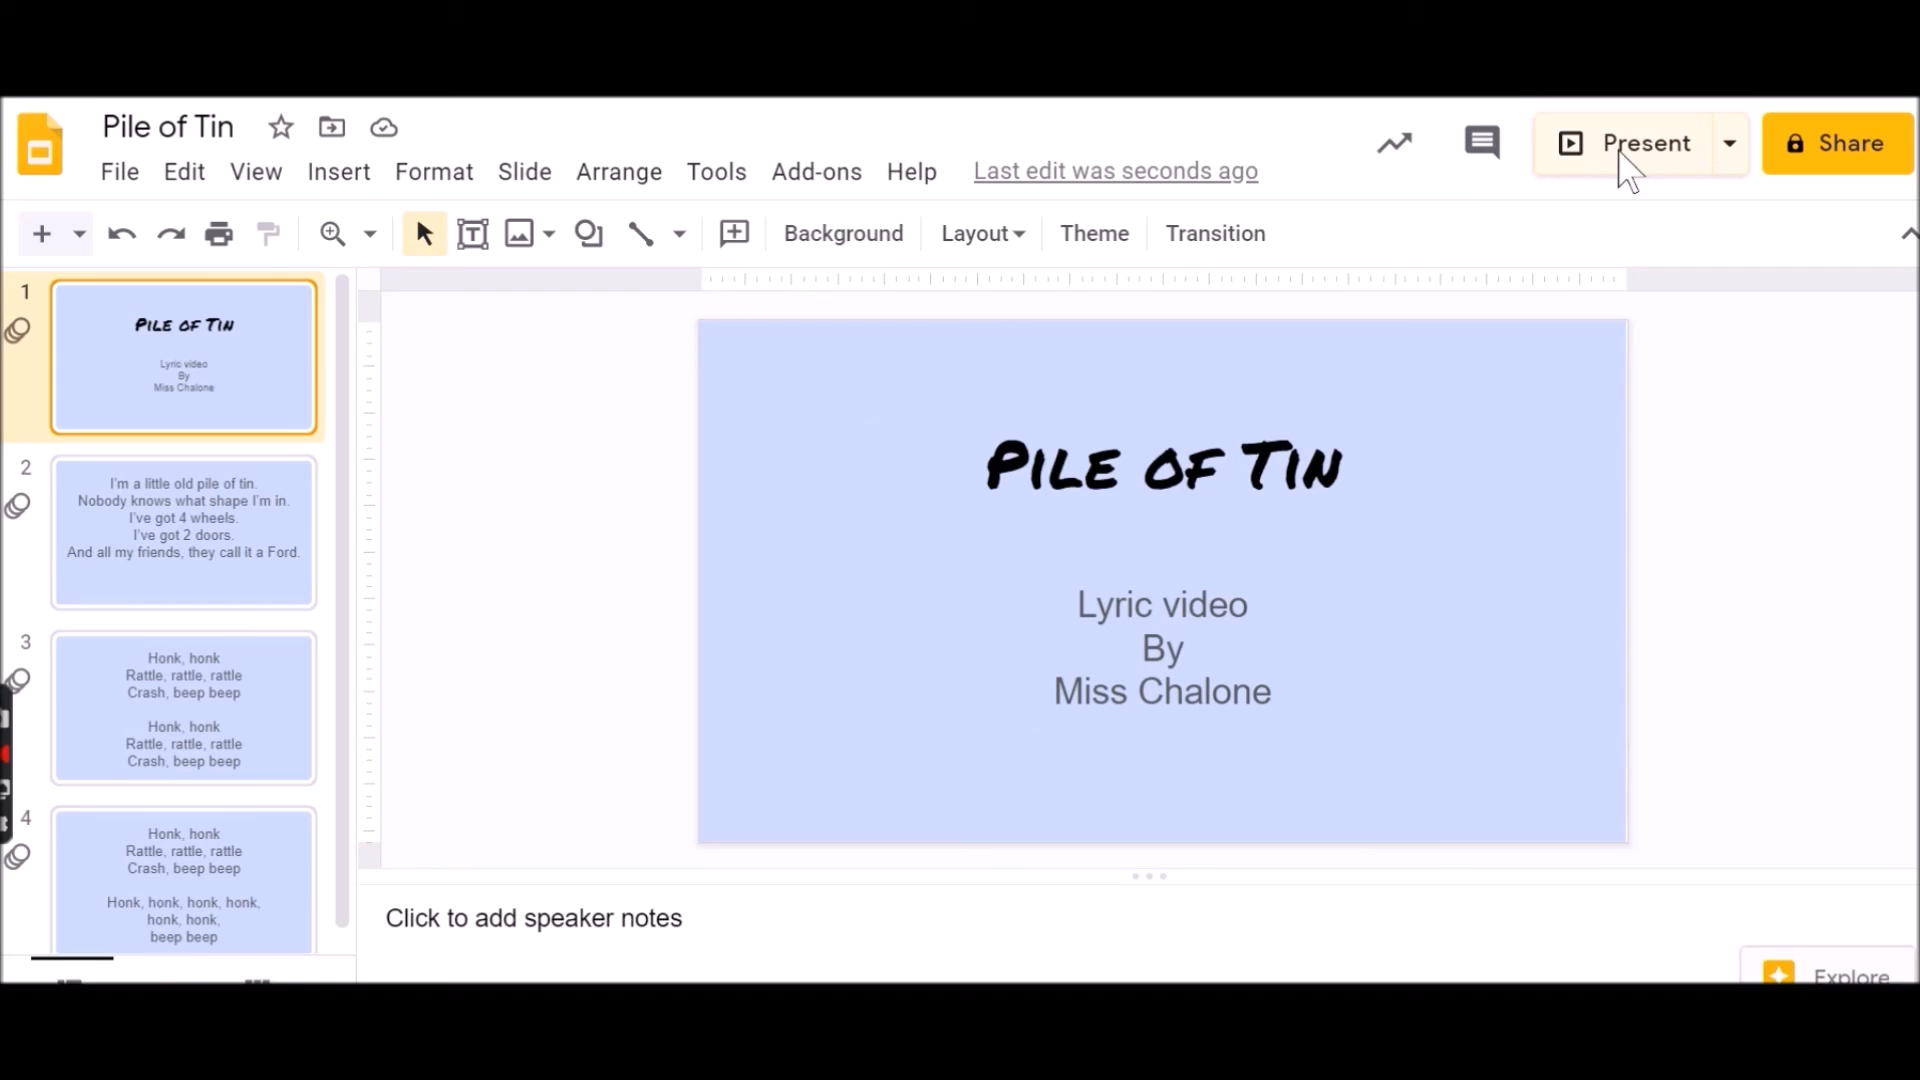 Pile of Tin
File Edit View Insert Format Slide Arrange Tools Add-ons Help Last edit was seconds ago
Present
Share
Background Layout Theme Transition
1
Pile of Tin
Lyric video
By
Miss Chalone
2
I'm a little old pile of tin.
Nobody knows what shape I'm in.
I've got 4 wheels.
I've got 2 doors.
And all my friends, they call it a Ford.
3
Honk, honk
Rattle, rattle, rattle
Crash, beep beep
Honk, honk
Rattle, rattle, rattle
Crash, beep beep
4
Honk, honk
Rattle, rattle, rattle
Crash, beep beep
Honk, honk, honk, honk,
honk, honk,
beep beep
Pile of Tin
Lyric video
By
Miss Chalone
Click to add speaker notes
Explore